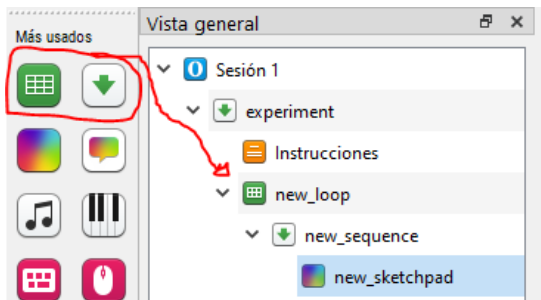 Más usados
Vista general
Sesión 1
experiment
Instrucciones
new_loop
new_sequence
new_sketchpad